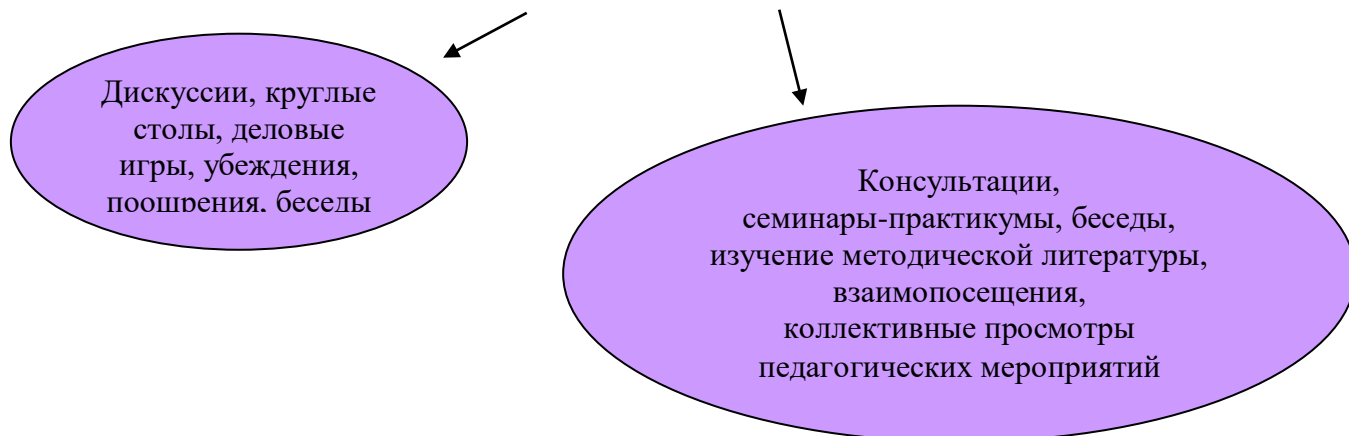 Дискуссии, круглые
столы, деловые
игры, убеждения,
поощрения, беседы
Консультации,
семинары-практикумы, беседы,
изучение методической литературы,
взаимопосещения,
коллективные просмотры
педагогических мероприятий